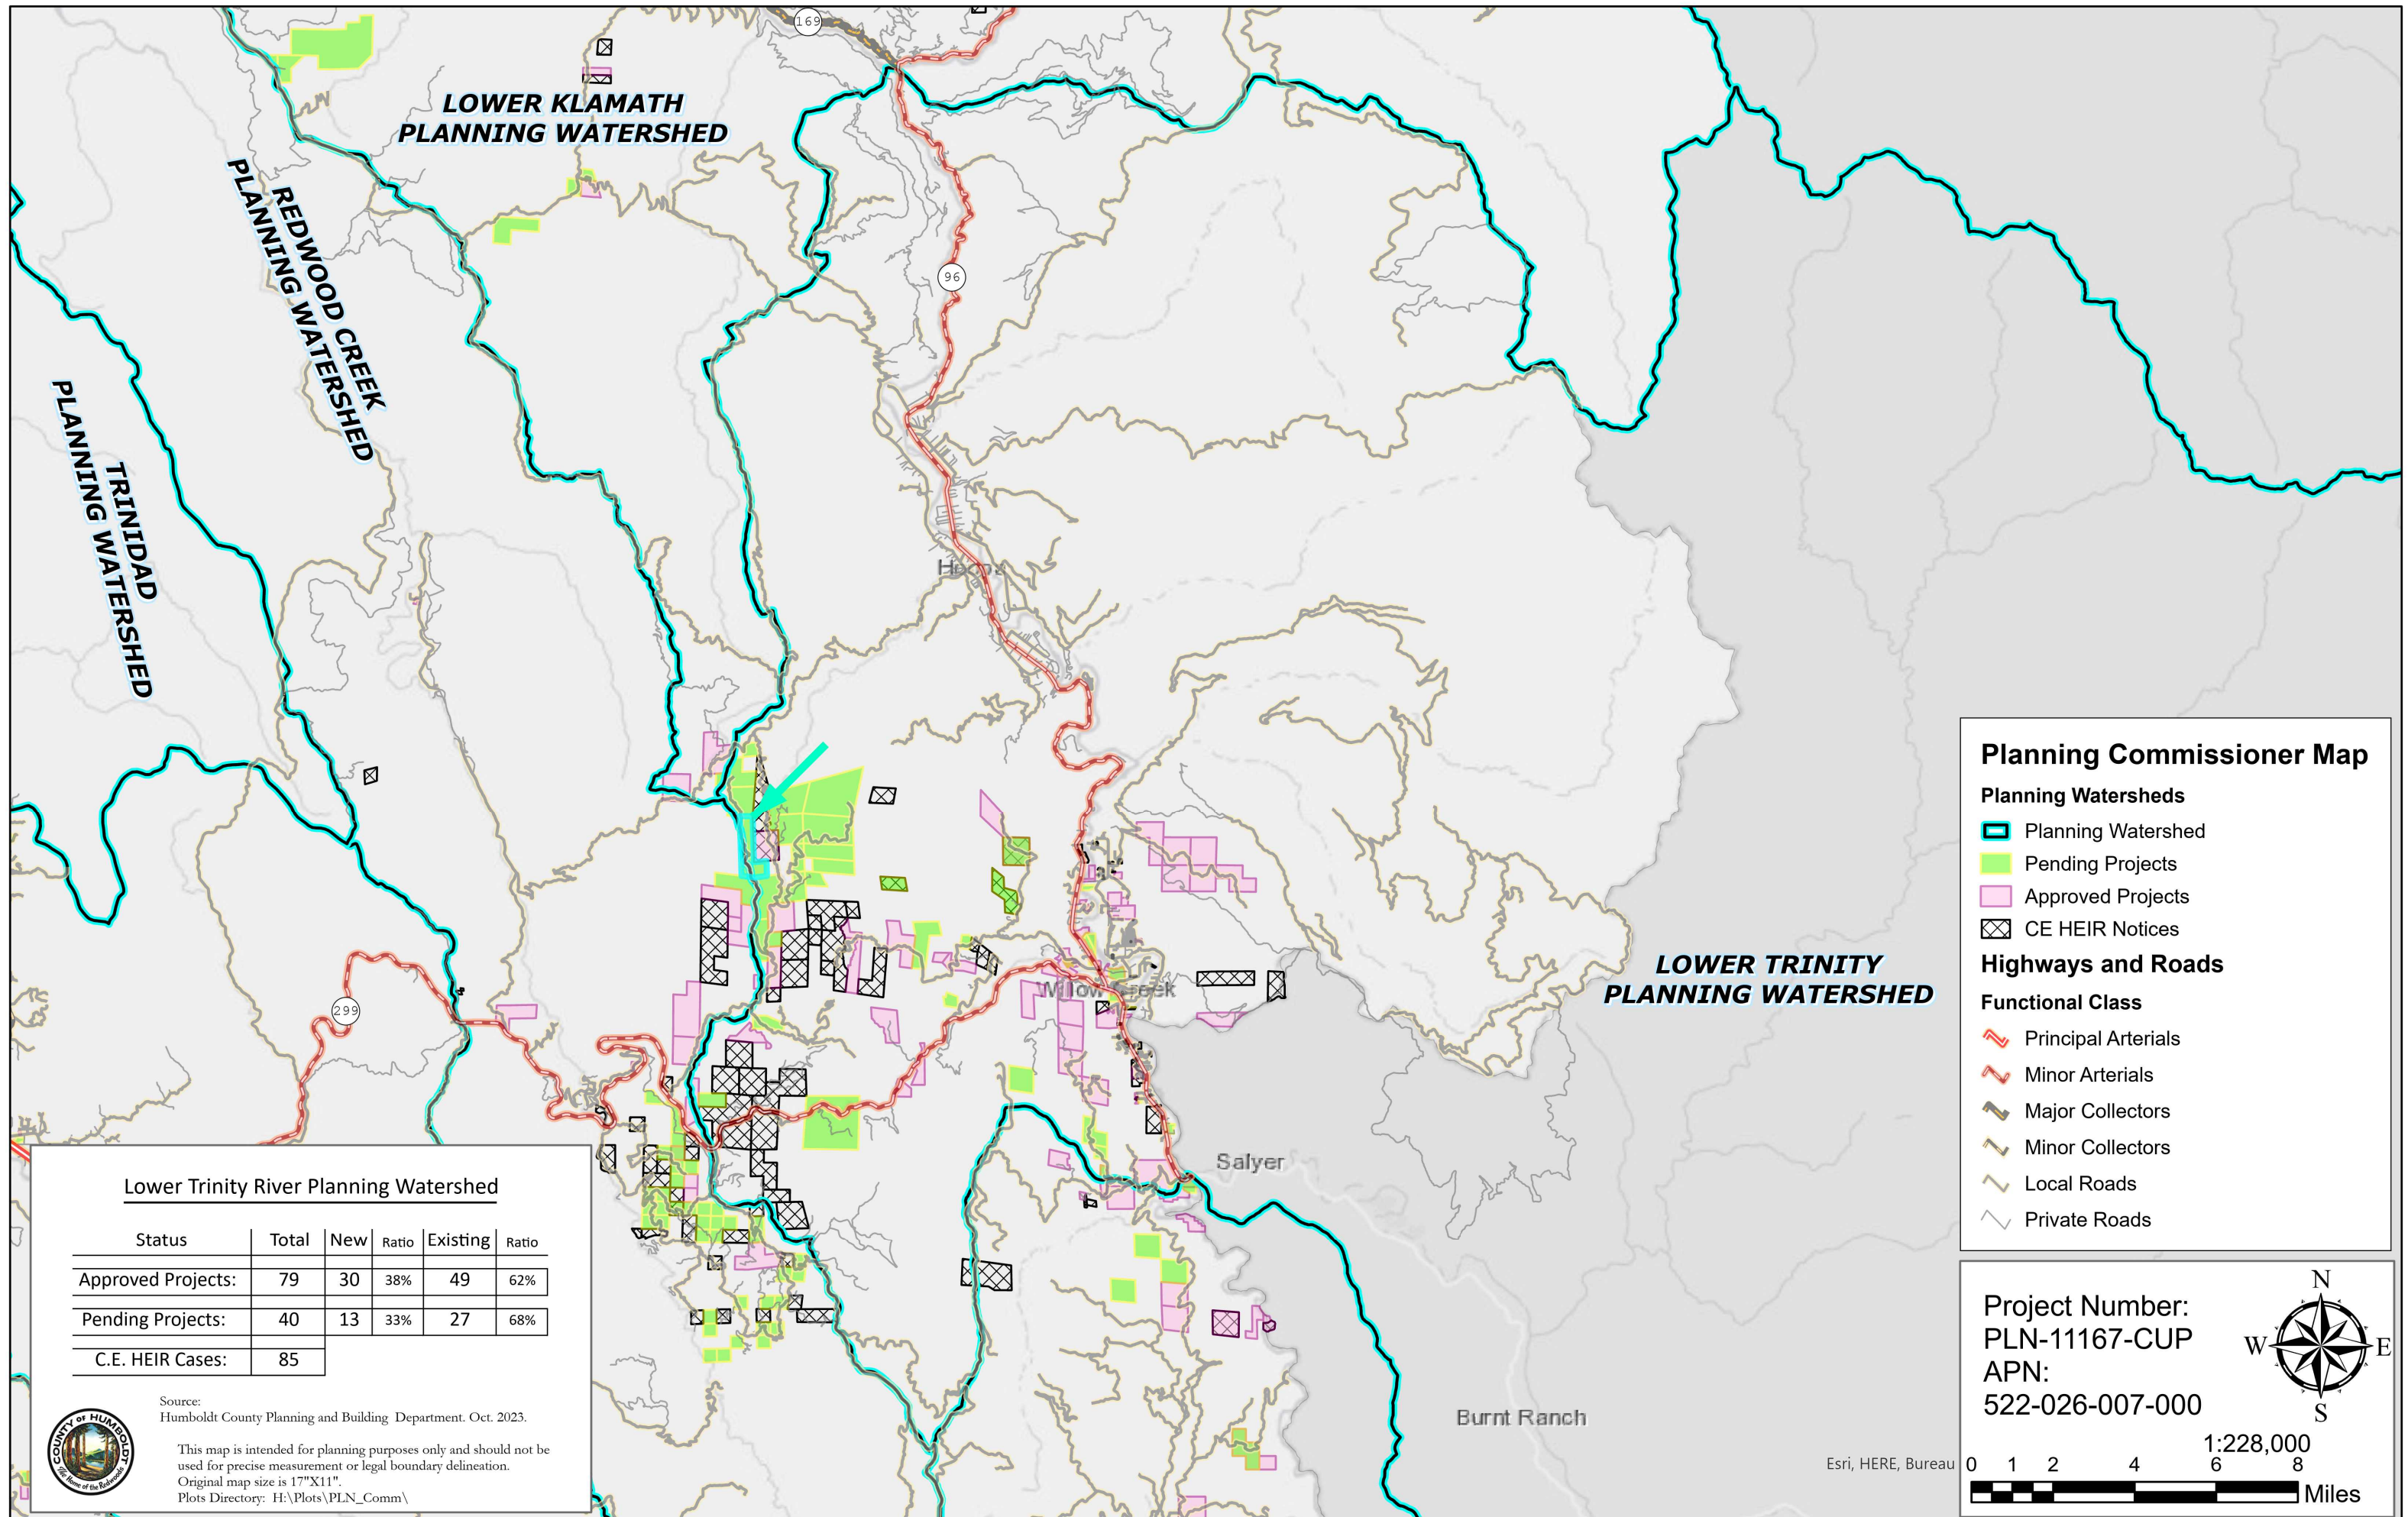 169
LOWER KLAMATH
PLANNING WATERSHED
REDWOOD CREEK
PLANNING WATERSHED
96
TRINIDAD
PLANNING WATERSHED
Hoopa
299
Willow Creek
LOWER TRINITY
PLANNING WATERSHED
Salyer
Burnt Ranch
Esri, HERE, Bureau
Planning Commissioner Map
Planning Watersheds
Planning Watershed
Pending Projects
Approved Projects
CE HEIR Notices
Highways and Roads
Functional Class
Principal Arterials
Minor Arterials
Major Collectors
Minor Collectors
Local Roads
Private Roads
Project Number:
PLN-11167-CUP
APN:
522-026-007-000
N
W E
S
1:228,000
0 1 2 4 6 8
Miles
Lower Trinity River Planning Watershed
Status Total New Ratio Existing Ratio
Approved Projects: 79 30 38% 49 62%
Pending Projects: 40 13 33% 27 68%
C.E. HEIR Cases: 85
Source:
Humboldt County Planning and Building Department. Oct. 2023.
This map is intended for planning purposes only and should not be
used for precise measurement or legal boundary delineation.
Original map size is 17"X11".
Plots Directory: H:\Plots\PLN_Comm\
COUNTY OF HUMBOLDT
The Home of the Redwoods